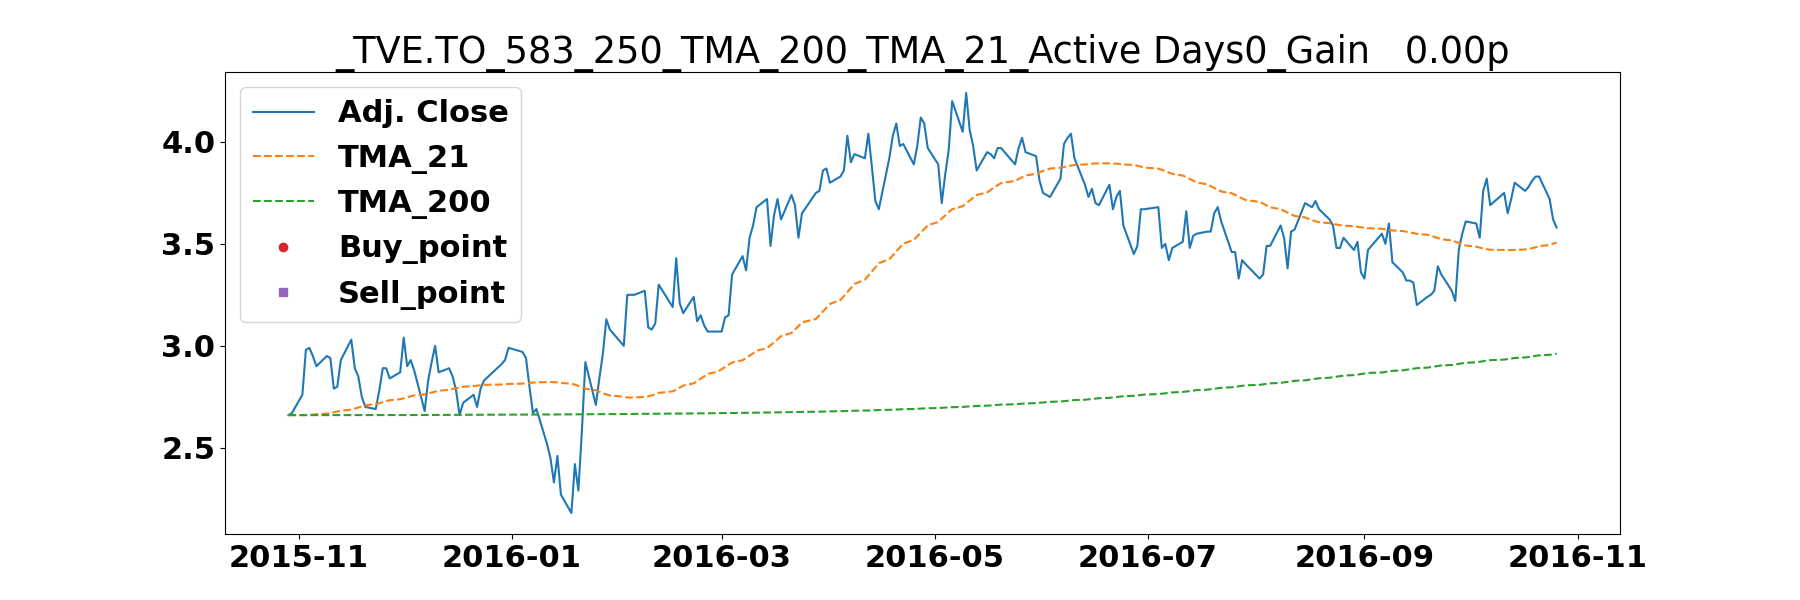 _TVE.TO_583_250_TMA_200_TMA_21_Active Days0_Gain   0.00p
Adj. Close
TMA_21
TMA_200
Buy_point
Sell_point
4.0
3.5
3.0
2.5
2015-11 2016-01 2016-03 2016-05 2016-07 2016-09 2016-11